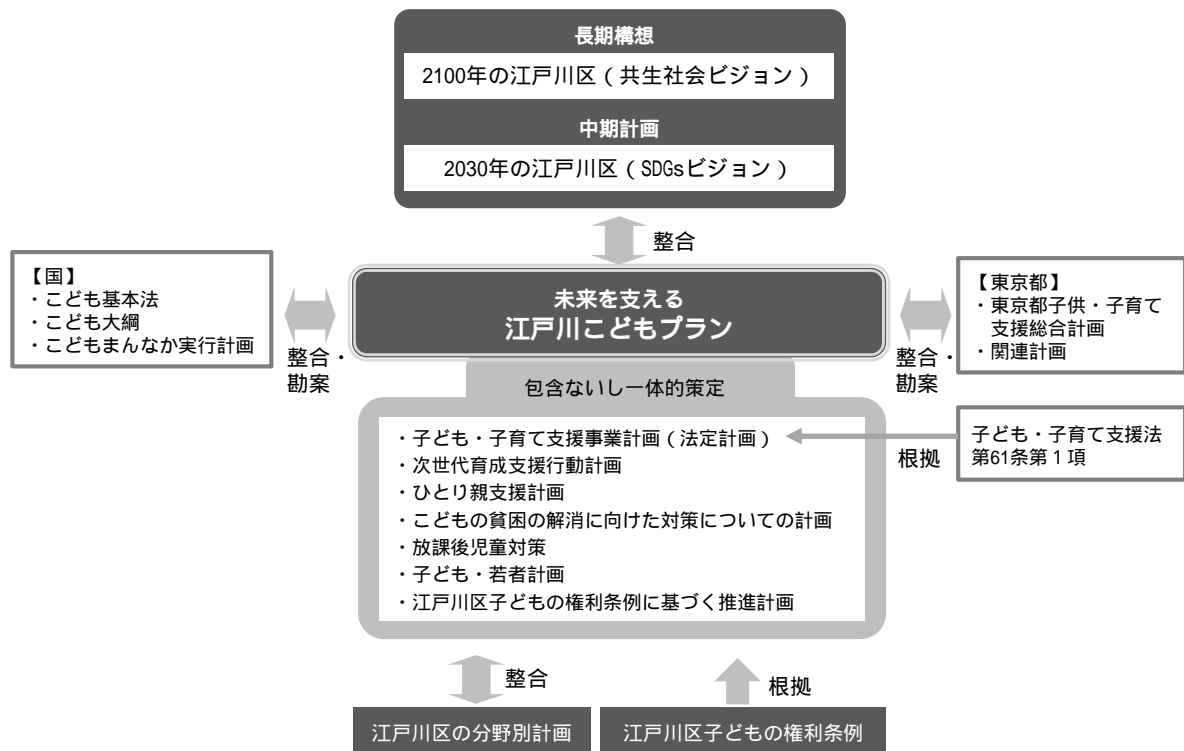 長期構想
2100年の江戸川区（共生社会ビジョン）
中期計画
2030年の江戸川区（SDGsビジョン）
整合
【国】
・こども基本法
・こども大綱
・こどもまんなか実行計画
整合・
勘案
未来を支える
江戸川こどもプラン
整合・
勘案
【東京都】
・東京都子供・子育て
支援総合計画
・関連計画
包含ないし一体的策定
・子ども・子育て支援事業計画（法定計画）
・次世代育成支援行動計画
・ひとり親支援計画
・こどもの貧困の解消に向けた対策についての計画
・放課後児童対策
・子ども・若者計画
・江戸川区子どもの権利条例に基づく推進計画
根拠
子ども・子育て支援法
第61条第１項
整合
根拠
江戸川区の分野別計画
江戸川区子どもの権利条例